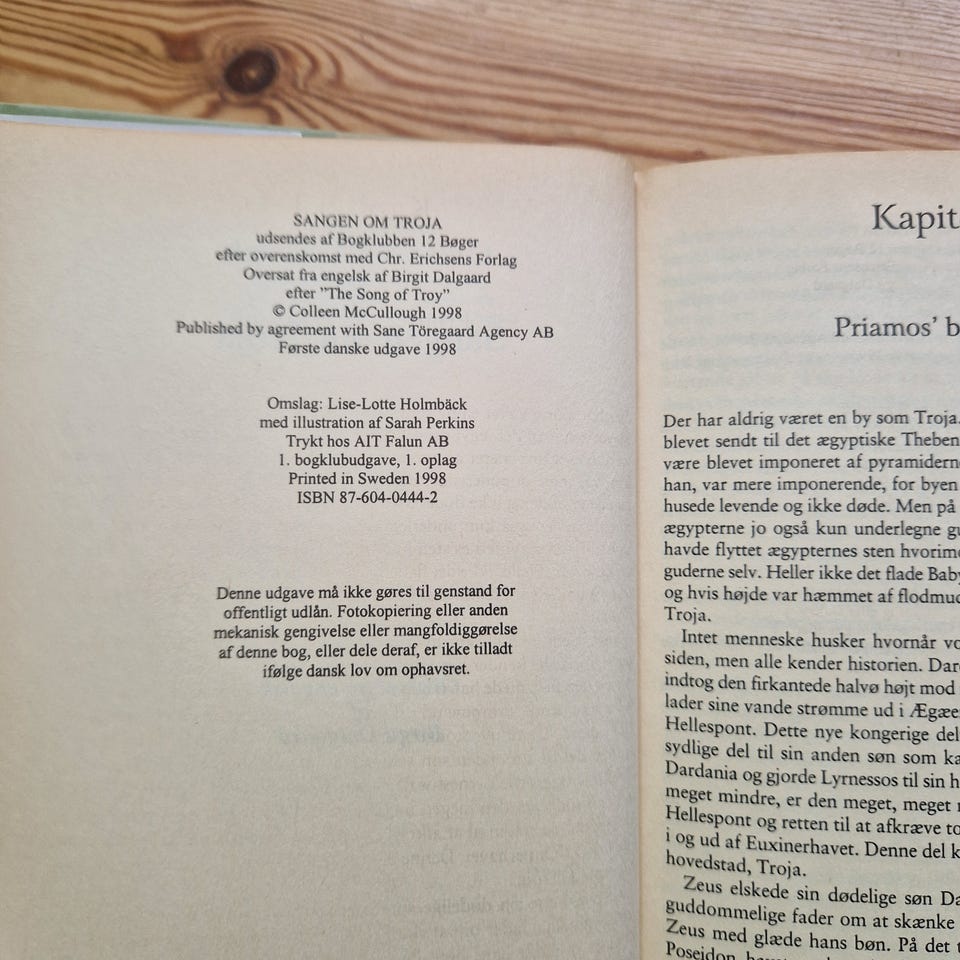 SANGEN OM TROJA
udsendes af Bogklubben 12 Bøger
efter overenskomst med Chr. Erichsens Forlag
Oversat fra engelsk af Birgit Dalgaard
efter "The Song of Troy"
© Colleen McCullough 1998
Published by agreement with Sane Töregaard Agency AB
Første danske udgave 1998
Omslag: Lise-Lotte Holmbäck
med illustration af Sarah Perkins
Trykt hos AIT Falun AB
1. bogklubudgave, 1. oplag
Printed in Sweden 1998
ISBN 87-604-0444-2
Denne udgave må ikke gøres til genstand for
offentligt udlån. Fotokopiering eller anden
mekanisk gengivelse eller mangfoldiggørelse
af denne bog, eller dele deraf, er ikke tilladt
ifølge dansk lov om ophavsret.
Kapit
Priamos' b
Der har aldrig været en by som Troja.
blevet sendt til det ægyptiske Theben
være blevet imponeret af pyramidern
han, var mere imponerende, for byen
husede levende og ikke døde. Men på
ægypterne jo også kun underlegne gu
havde flyttet ægypternes sten hvorim
guderne selv. Heller ikke det flade Baby
og hvis højde var hæmmet af flodmud
Troja.
Intet menneske husker hvornår vo
siden, men alle kender historien. Dar
indtog den firkantede halvø højt mod
lader sine vande strømme ud i Ægæe
Hellespont. Dette nye kongerige del
sydlige del til sin anden søn som ka
Dardania og gjorde Lyrnessos til sin h
meget mindre, er den meget, meget
Hellespont og retten til at afkræve to
i og ud af Euxinerhavet. Denne del k
hovedstad, Troja.
Zeus elskede sin dødelige søn Da
guddommelige fader om at skænke
Zeus med glæde hans bøn. På det t
Poseidon